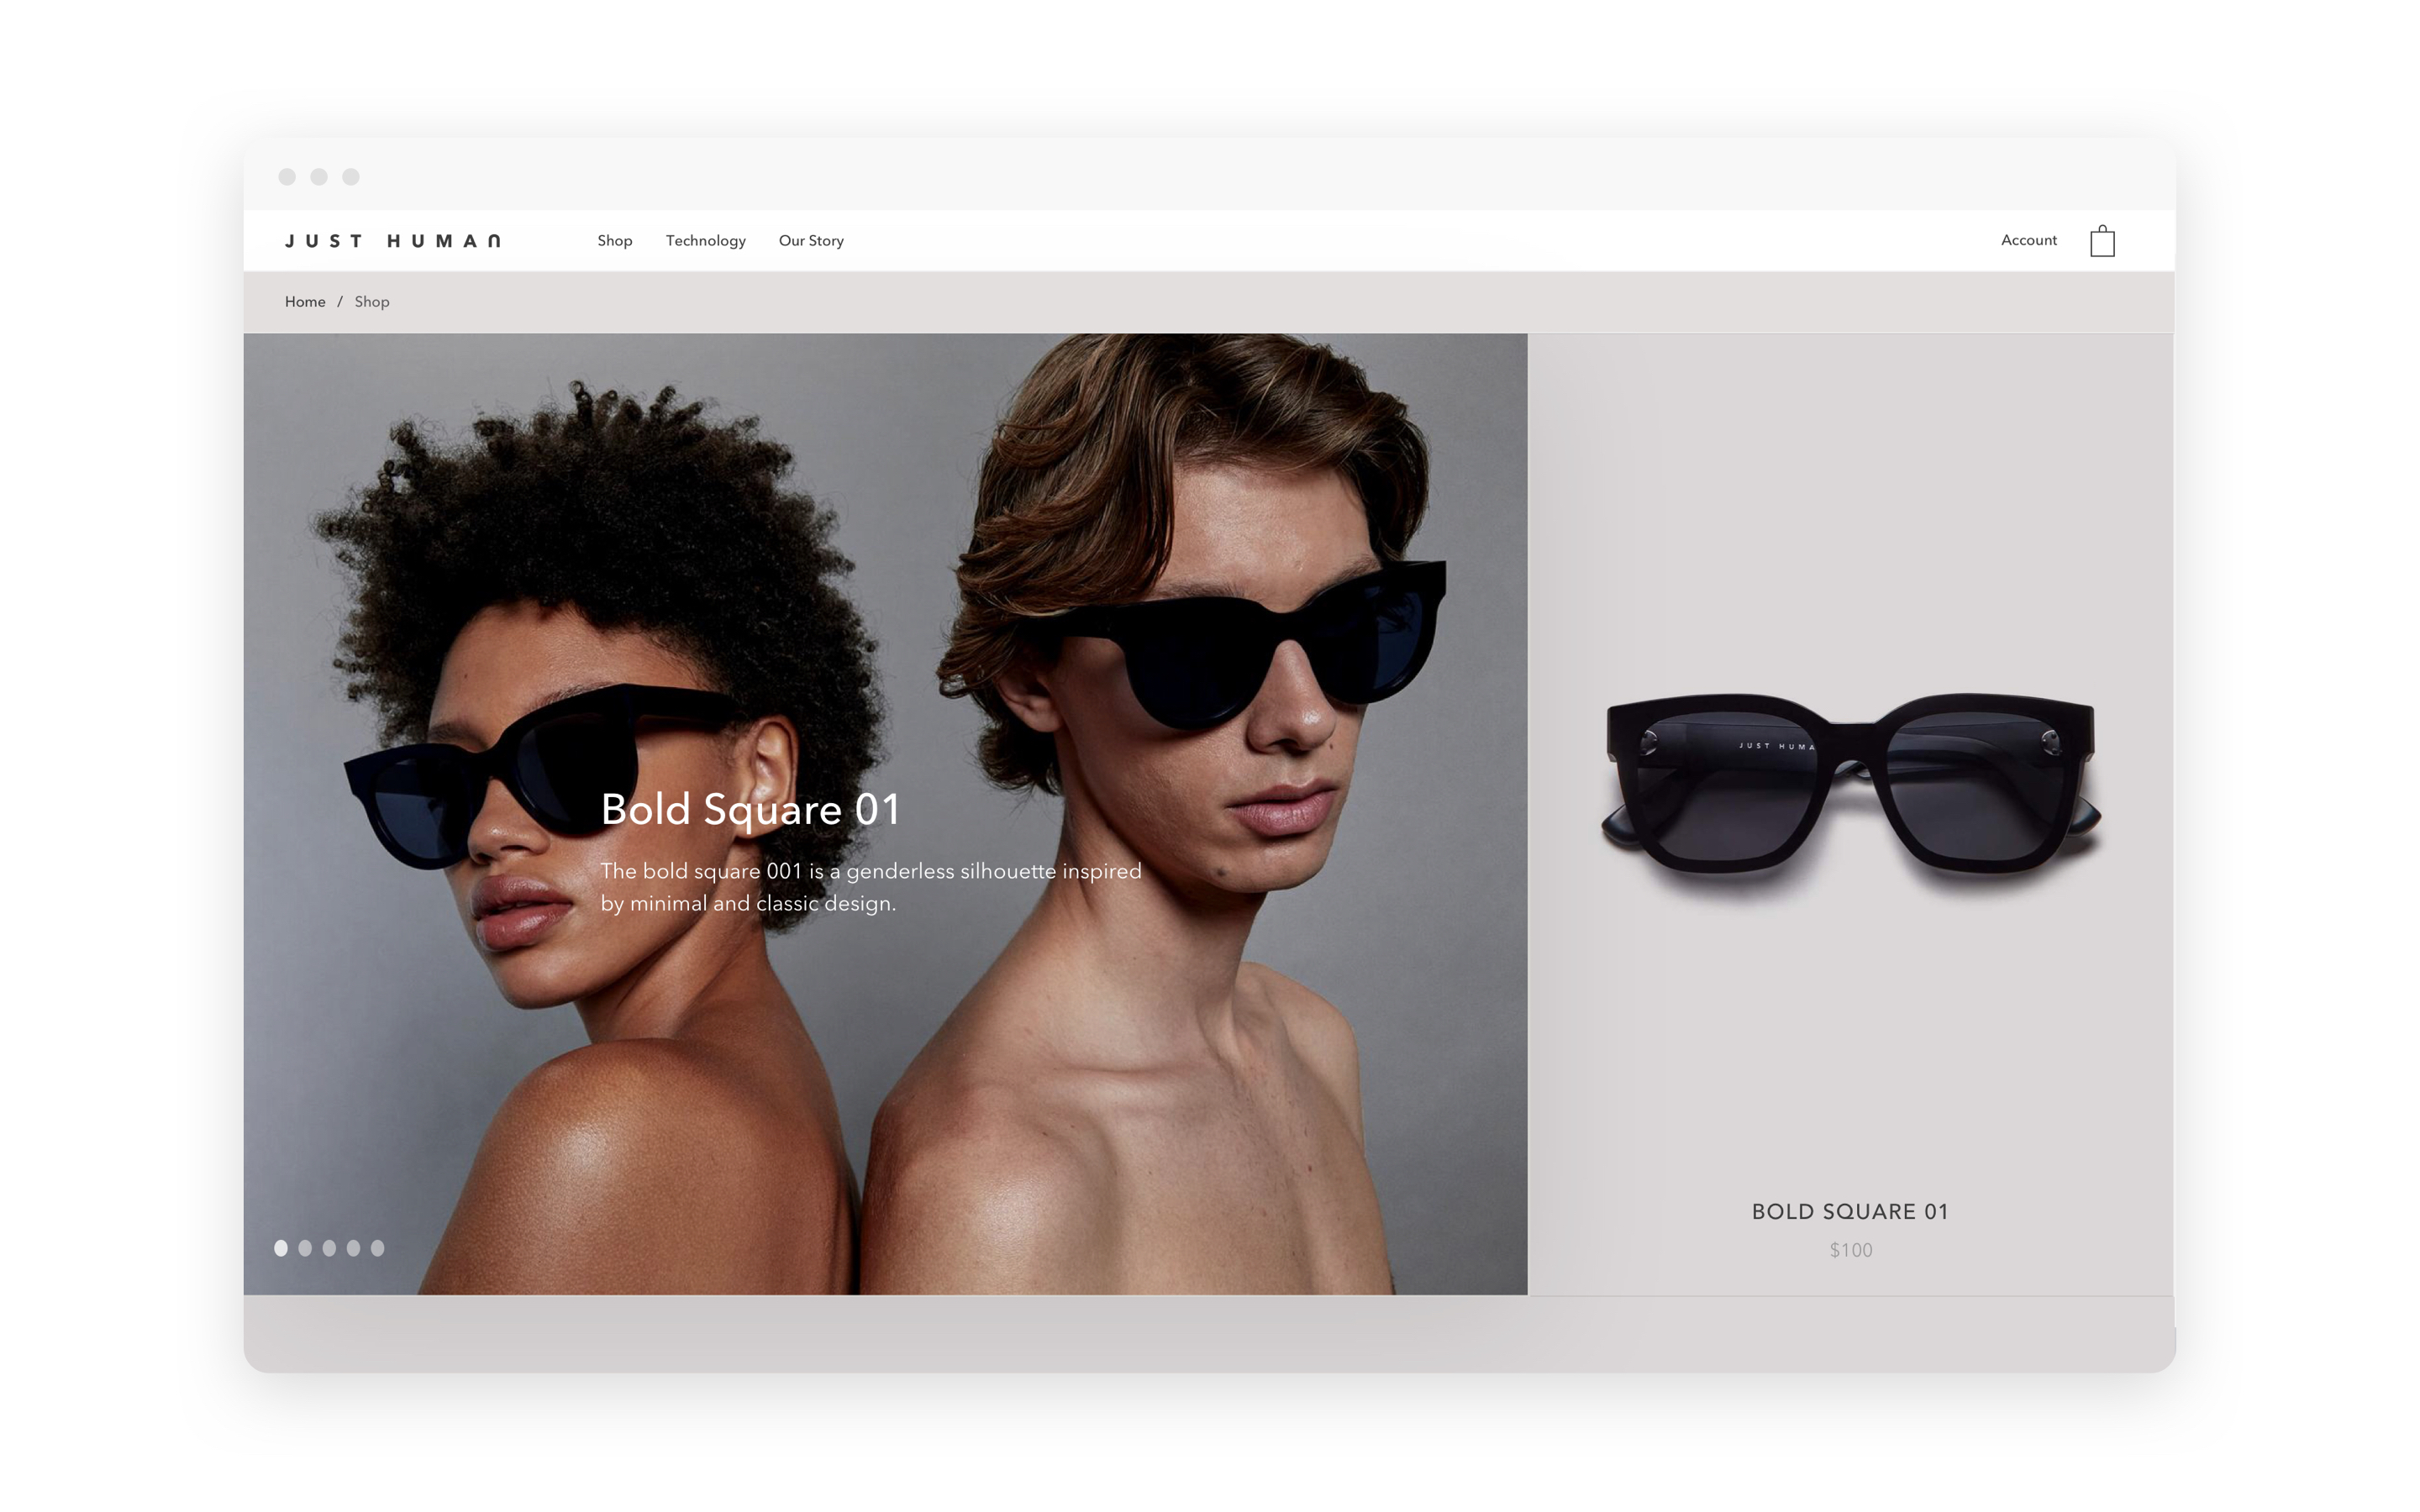 JUST HUMAN
Shop
Technology
Our Story
Account
Home / Shop
Bold Square 01
The bold square 001 is a genderless silhouette inspired
by minimal and classic design.
JUST HUMA
BOLD SQUARE 01
$100